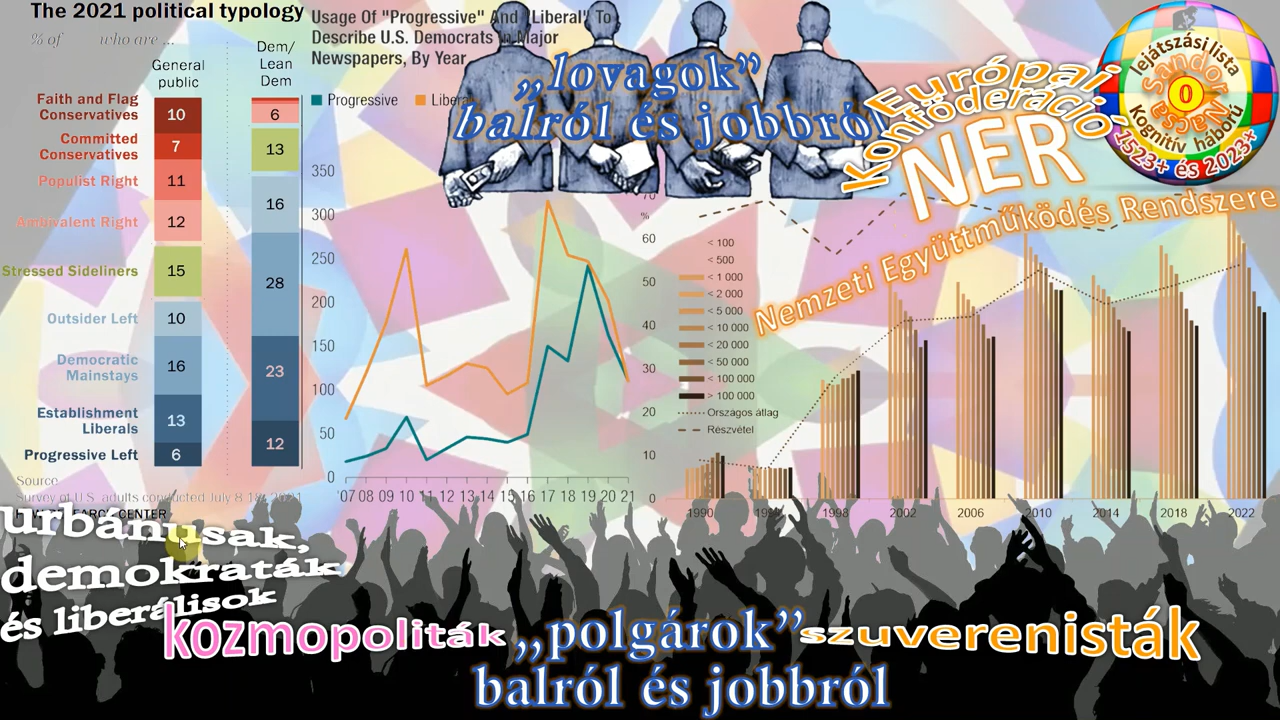 The 2021 political typology
% of who are ...
General
public
Dem/
Lean
Dem
Faith and Flag
Conservatives
10
6
Committed
Conservatives
7
13
Populist Right
11
Ambivalent Right
12
16
Stressed Sideliners
15
28
Outsider Left
10
Democratic
Mainstays
16
23
Establishment
Liberals
13
12
Progressive Left
6
Source
Survey of U.S. adults conducted July 8-18, 2021
Usage Of "Progressive" And "Liberal" To
Describe U.S. Democrats In Major
Newspapers, By Year
Progressive
Liberal
350
300
250
200
150
100
50
0
'07 08 09 10 11 12 13 14 15 16 17 18 19 20 21
„lovagok”
balról és jobbról
Európai
Konföderáció
NER
Nemzeti Együttműködés Rendszere
lejátszási lista
Sándor
Nacsa
0
kognitív háború
1523+ és 2023+
70
%
60
50
40
30
20
10
0
< 100
< 500
< 1 000
< 2 000
< 5 000
< 10 000
< 20 000
< 50 000
< 100 000
> 100 000
Országos átlag
Részvétel
1990 1998 2002 2006 2010 2014 2018 2022
urbánusak,
demokraták
és liberálisok
kozmopoliták
„polgárok”
balról és jobbról
szuverenisták